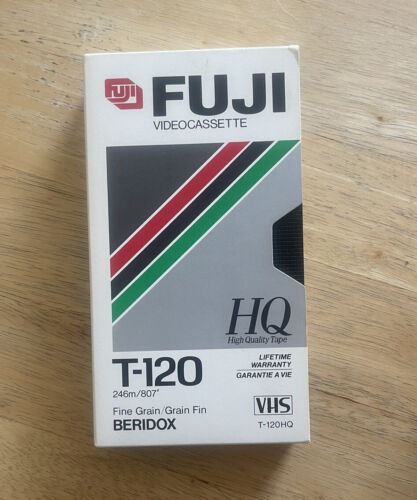 FUJI FUJI
VIDEOCASSETTE
HQ
High Quality Tape
T-120
246m/807'
LIFETIME
WARRANTY
GARANTIE A VIE
Fine Grain/Grain Fin
BERIDOX
VHS
T-120HQ